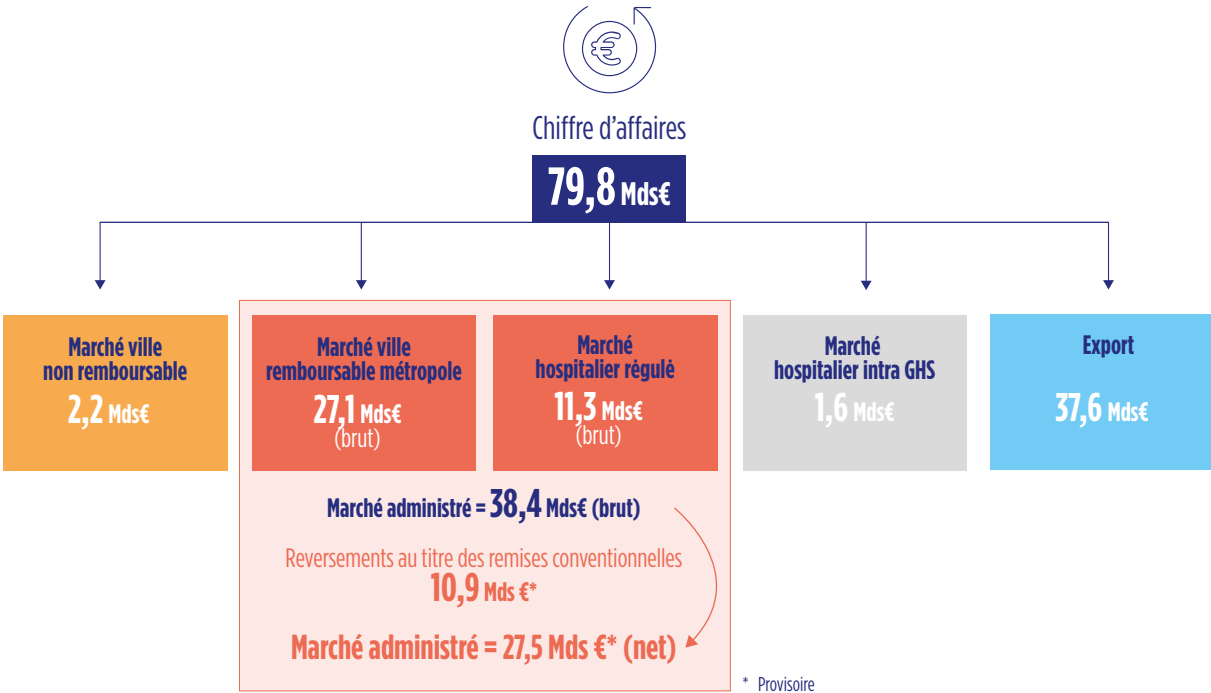 €
Chiffre d'affaires
79,8 Mds€
Marché ville
non remboursable
2,2 Mds€
Marché ville
remboursable métropole
27,1 Mds€
(brut)
Marché
hospitalier régulé
11,3 Mds€
(brut)
Marché
hospitalier intra GHS
1,6 Mds€
Export
37,6 Mds€
Marché administré = 38,4 Mds€ (brut)
Reversements au titre des remises conventionnelles
10,9 Mds €*
Marché administré = 27,5 Mds €* (net)
* Provisoire